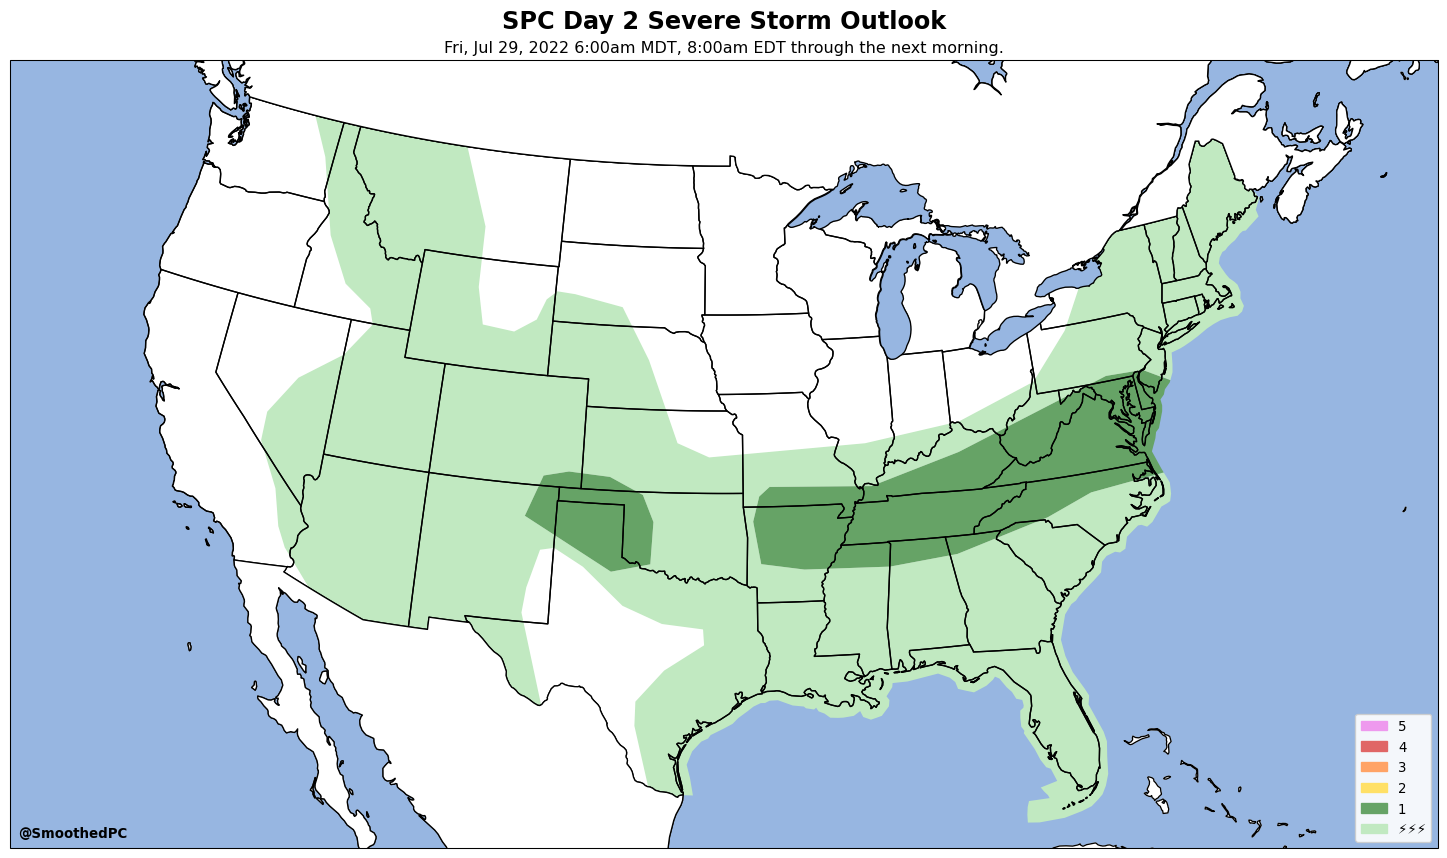 SPC Day 2 Severe Storm Outlook
Fri, Jul 29, 2022 6:00am MDT, 8:00am EDT through the next morning.
5
4
3
2
1
⚡⚡⚡
@SmoothedPC